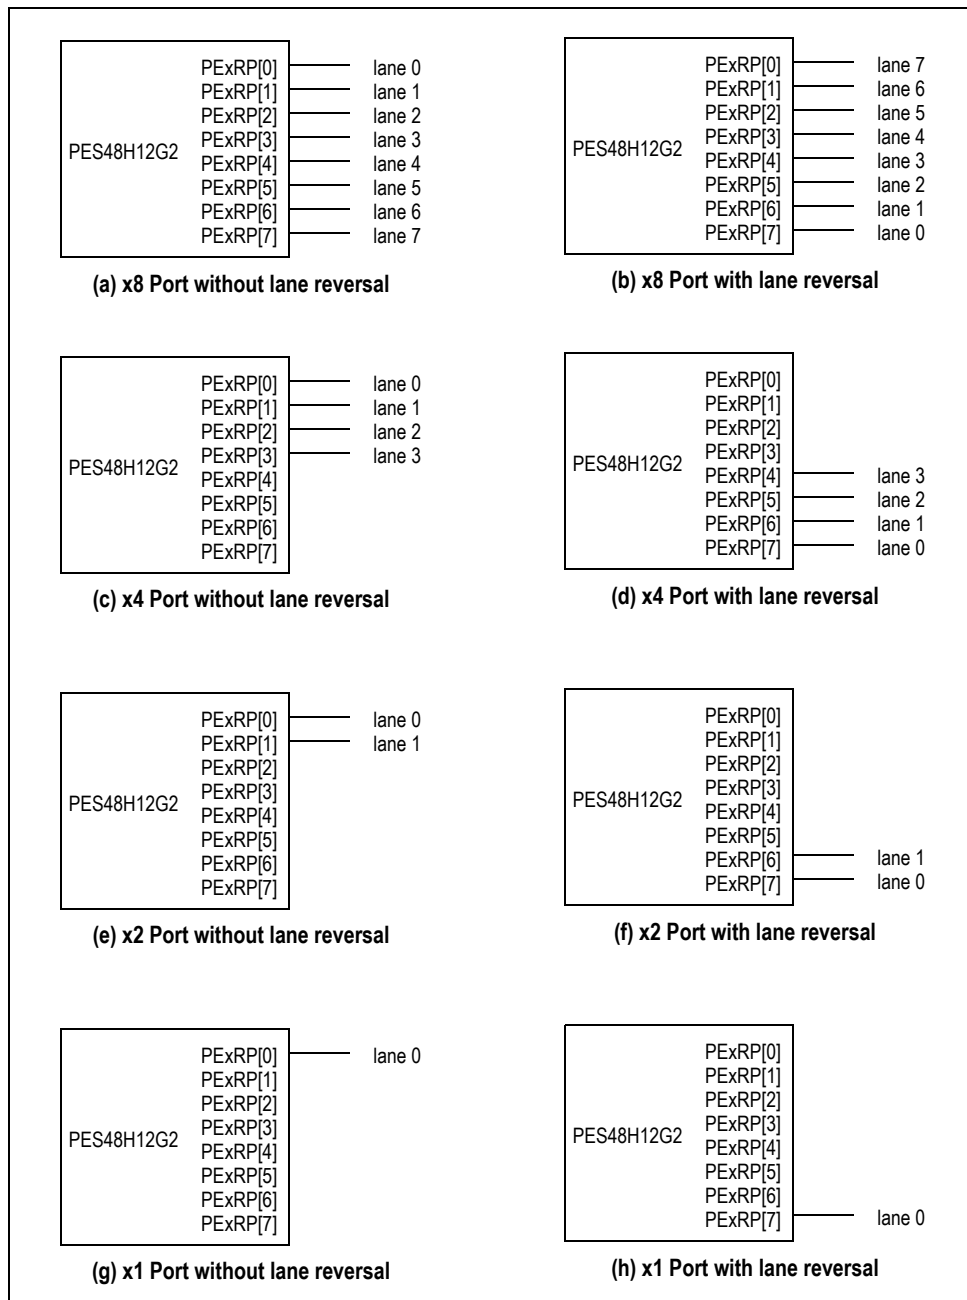 PExRP[0] lane 0
PExRP[1] lane 1
PExRP[2] lane 2
PExRP[3] lane 3
PES48H12G2
PExRP[4] lane 4
PExRP[5] lane 5
PExRP[6] lane 6
PExRP[7] lane 7
(a) x8 Port without lane reversal
PExRP[0] lane 7
PExRP[1] lane 6
PExRP[2] lane 5
PExRP[3] lane 4
PES48H12G2
PExRP[4] lane 3
PExRP[5] lane 2
PExRP[6] lane 1
PExRP[7] lane 0
(b) x8 Port with lane reversal
PExRP[0] lane 0
PExRP[1] lane 1
PExRP[2] lane 2
PExRP[3] lane 3
PES48H12G2
PExRP[4]
PExRP[5]
PExRP[6]
PExRP[7]
(c) x4 Port without lane reversal
PExRP[0]
PExRP[1]
PExRP[2]
PExRP[3]
PES48H12G2
PExRP[4] lane 3
PExRP[5] lane 2
PExRP[6] lane 1
PExRP[7] lane 0
(d) x4 Port with lane reversal
PExRP[0] lane 0
PExRP[1] lane 1
PExRP[2]
PExRP[3]
PES48H12G2
PExRP[4]
PExRP[5]
PExRP[6]
PExRP[7]
(e) x2 Port without lane reversal
PExRP[0]
PExRP[1]
PExRP[2]
PExRP[3]
PES48H12G2
PExRP[4]
PExRP[5]
PExRP[6] lane 1
PExRP[7] lane 0
(f) x2 Port with lane reversal
PExRP[0] lane 0
PExRP[1]
PExRP[2]
PExRP[3]
PES48H12G2
PExRP[4]
PExRP[5]
PExRP[6]
PExRP[7]
(g) x1 Port without lane reversal
PExRP[0]
PExRP[1]
PExRP[2]
PExRP[3]
PES48H12G2
PExRP[4]
PExRP[5]
PExRP[6]
PExRP[7] lane 0
(h) x1 Port with lane reversal